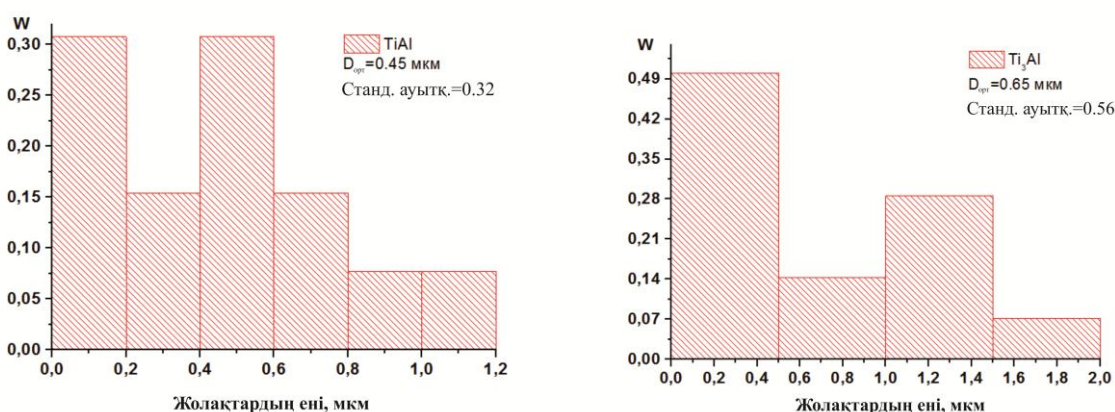 W
0,30
0,25
0,20
0,15
0,10
0,05
0,00
0,0 0,2 0,4 0,6 0,8 1,0 1,2
TiAl
Dорт=0.45 мкм
Станд. ауытқ.=0.32
Жолақтардың ені, мкм
W
0,49
0,42
0,35
0,28
0,21
0,14
0,07
0,00
0,0 0,2 0,4 0,6 0,8 1,0 1,2 1,4 1,6 1,8 2,0
Ti₃Al
Dорт=0.65 мкм
Станд. ауытқ.=0.56
Жолақтардың ені, мкм